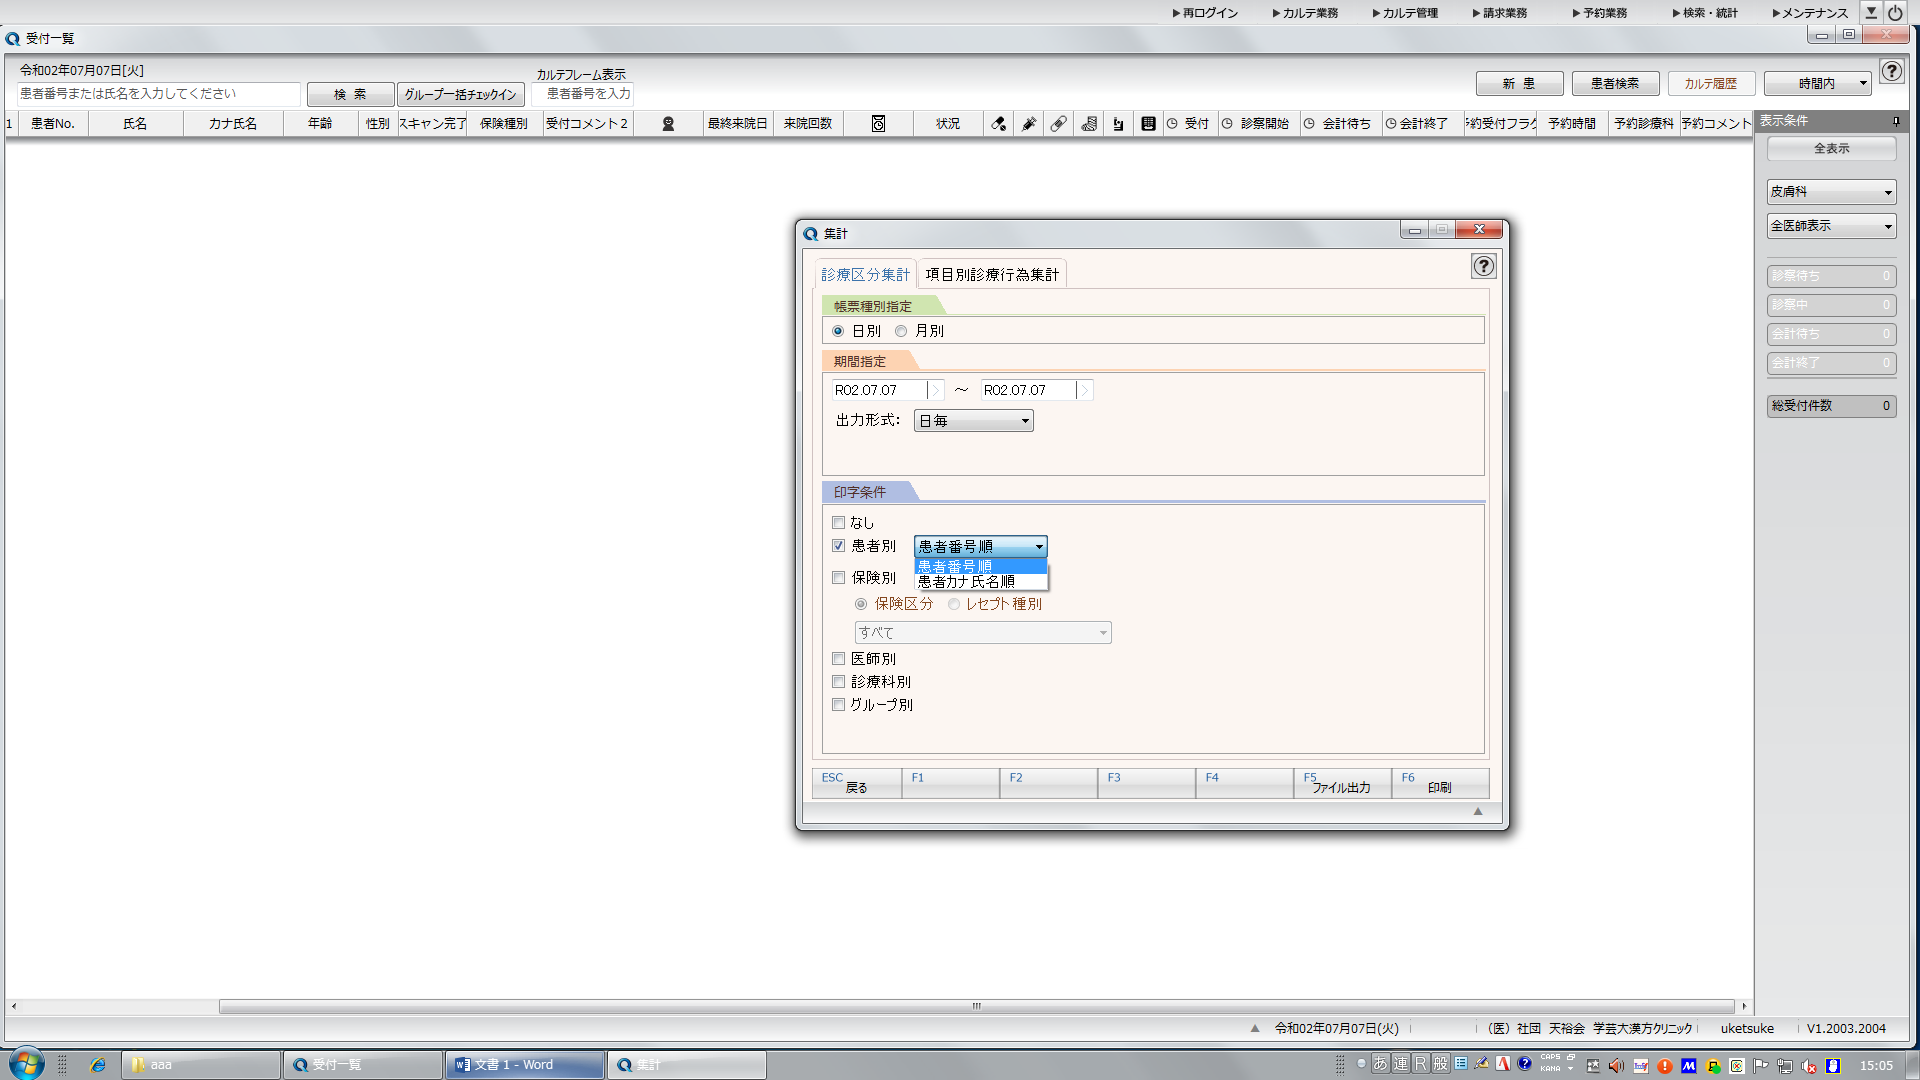 ▶再ログイン ▶カルテ業務 ▶カルテ管理 ▶請求業務 ▶予約業務 ▶検索・統計 ▶メンテナンス
受付一覧
令和02年07月07日[火]
カルテフレーム表示
患者番号または氏名を入力してください 検 索 グループ一括チェックイン 患者番号を入力 新 患 患者検索 カルテ履歴 時間内
1 患者No. 氏名 カナ氏名 年齢 性別 スキャン完了 保険種別 受付コメント2 最終来院日 来院回数 状況 受付 診察開始 会計待ち 会計終了 予約受付フラグ 予約時間 予約診療科 予約コメント
表示条件
全表示
皮膚科
全医師表示
診察待ち 0
診察中 0
会計待ち 0
会計終了 0
総受付件数 0
集計
診療区分集計 項目別診療行為集計
帳票種別指定
日別 月別
期間指定
R02.07.07 ～ R02.07.07
出力形式: 日毎
印字条件
なし
患者別 患者番号順
患者番号順
患者カナ氏名順
保険別
保険区分 レセプト種別
すべて
医師別
診療科別
グループ別
ESC 戻る F1 F2 F3 F4 F5 ファイル出力 F6 印刷
令和02年07月07日(火) （医）社団 天裕会 学芸大漢方クリニック uketsuke V1.2003.2004
aaa 受付一覧 文書 1 - Word 集計 あ 連 R 般 CAPS KANA 15:05